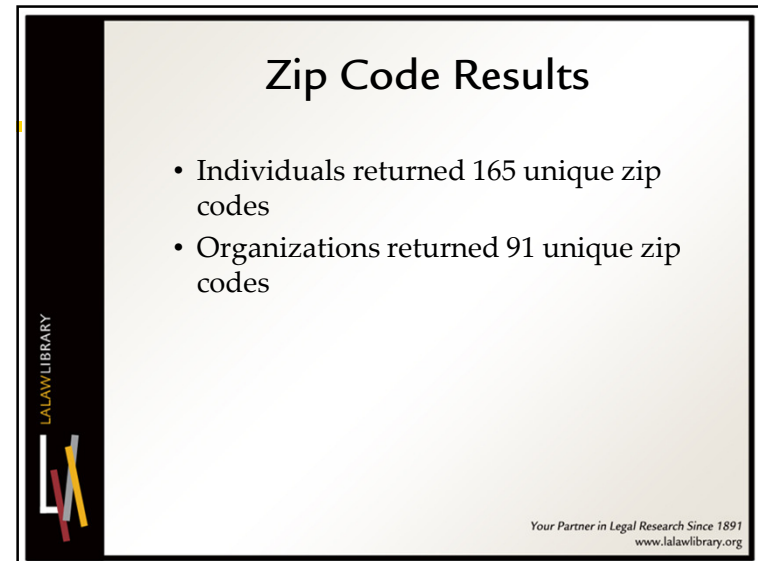 Zip Code Results
• Individuals returned 165 unique zip
codes
• Organizations returned 91 unique zip
codes
LALAWLIBRARY
Your Partner in Legal Research Since 1891
www.lalawlibrary.org